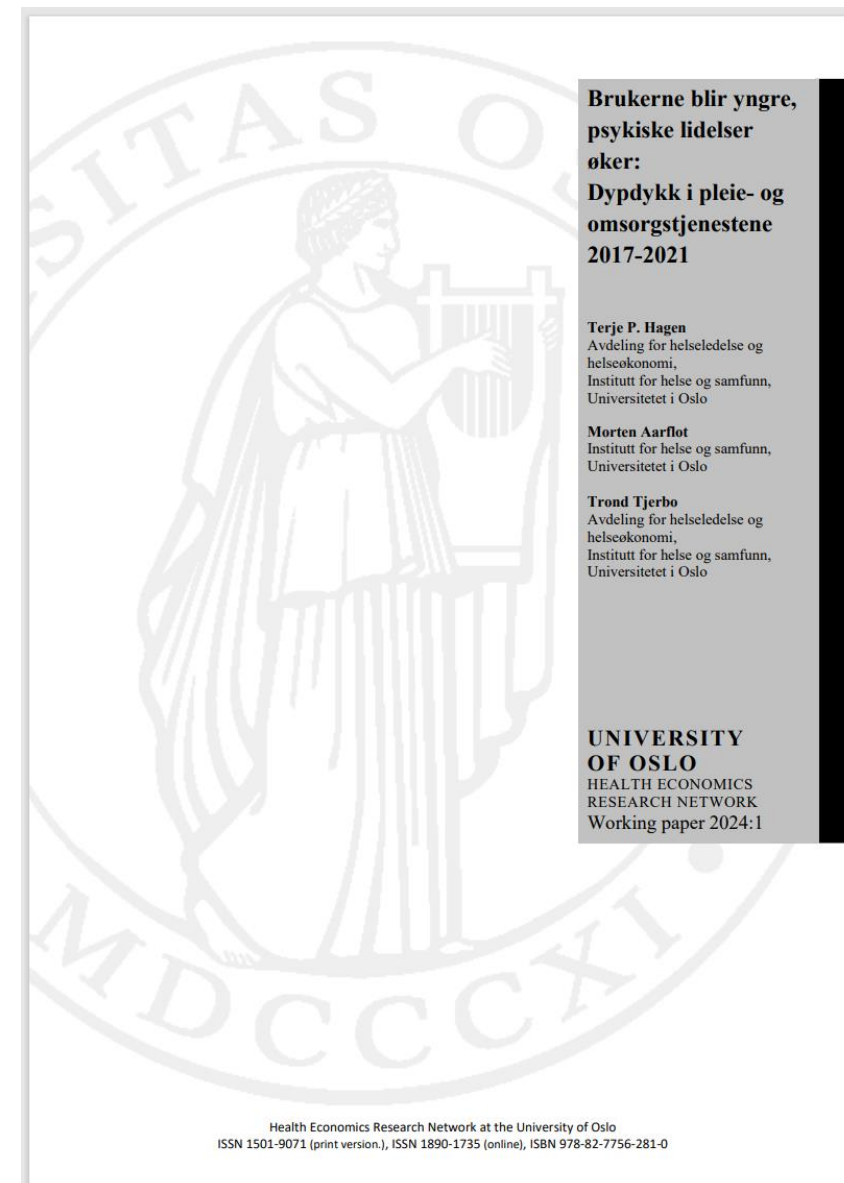 Brukerne blir yngre,
psykiske lidelser
øker:
Dypdykk i pleie- og
omsorgstjenestene
2017-2021
Terje P. Hagen
Avdeling for helseledelse og
helseøkonomi,
Institutt for helse og samfunn,
Universitetet i Oslo
Morten Aarflot
Institutt for helse og samfunn,
Universitetet i Oslo
Trond Tjerbo
Avdeling for helseledelse og
helseøkonomi,
Institutt for helse og samfunn,
Universitetet i Oslo
UNIVERSITY
OF OSLO
HEALTH ECONOMICS
RESEARCH NETWORK
Working paper 2024:1
SITAS OS
MDCCCXI
Health Economics Research Network at the University of Oslo
ISSN 1501-9071 (print version.), ISSN 1890-1735 (online), ISBN 978-82-7756-281-0